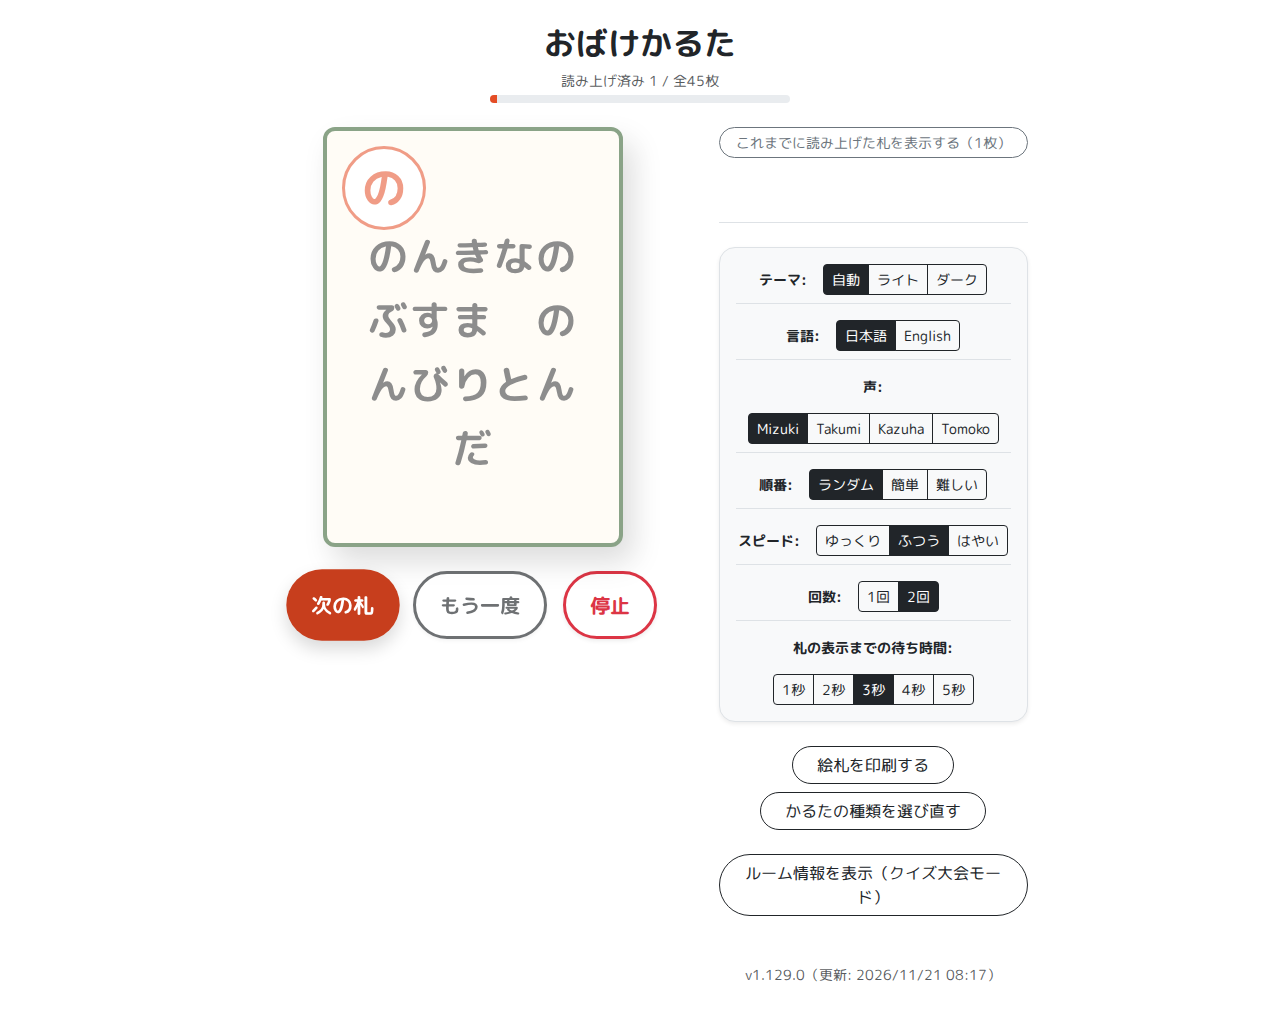 おばけかるた
読み上げ済み 1 / 全45枚
の
のんきなの
ぶすま　の
んびりとん
だ
次の札
もう一度
停止
これまでに読み上げた札を表示する（1枚）
テーマ: 自動 ライト ダーク
言語: 日本語 English
声:
Mizuki Takumi Kazuha Tomoko
順番: ランダム 簡単 難しい
スピード: ゆっくり ふつう はやい
回数: 1回 2回
札の表示までの待ち時間:
1秒 2秒 3秒 4秒 5秒
絵札を印刷する
かるたの種類を選び直す
ルーム情報を表示（クイズ大会モー
ド）
v1.129.0（更新: 2026/11/21 08:17）